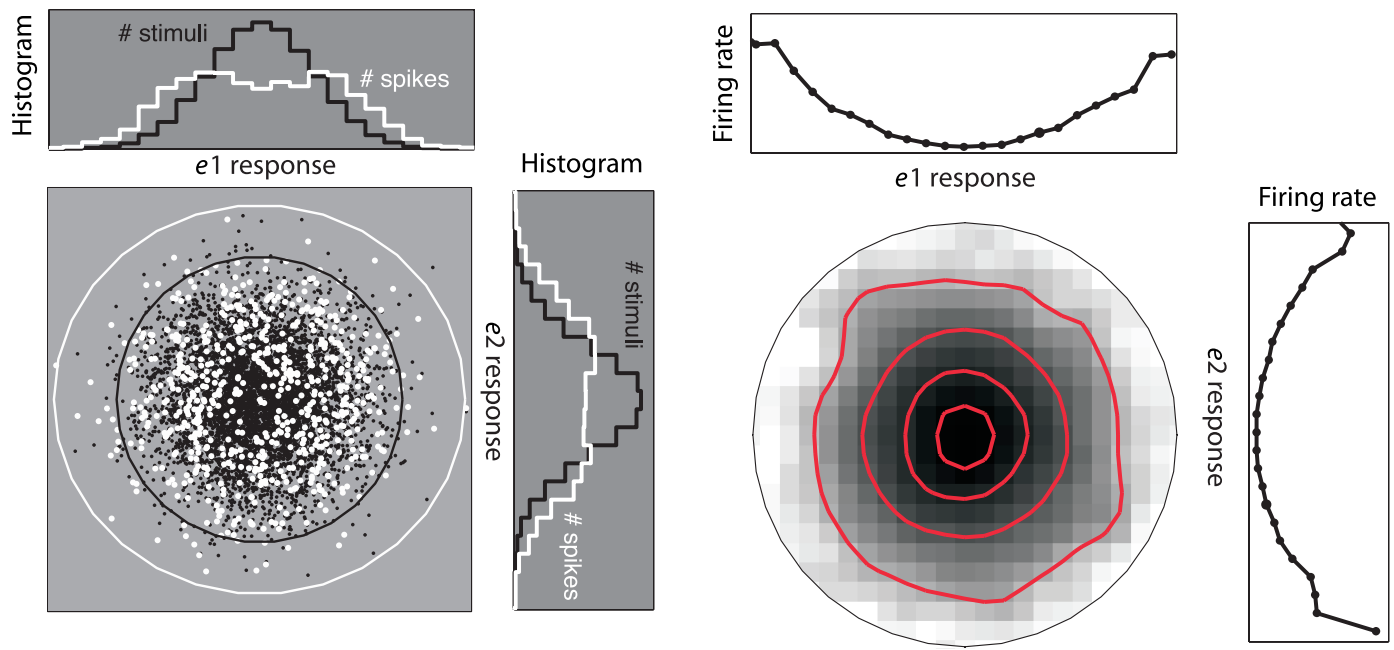 Histogram
# stimuli
# spikes
e1 response
Histogram
# stimuli
e2 response
# spikes
Firing rate
e1 response
Firing rate
e2 response